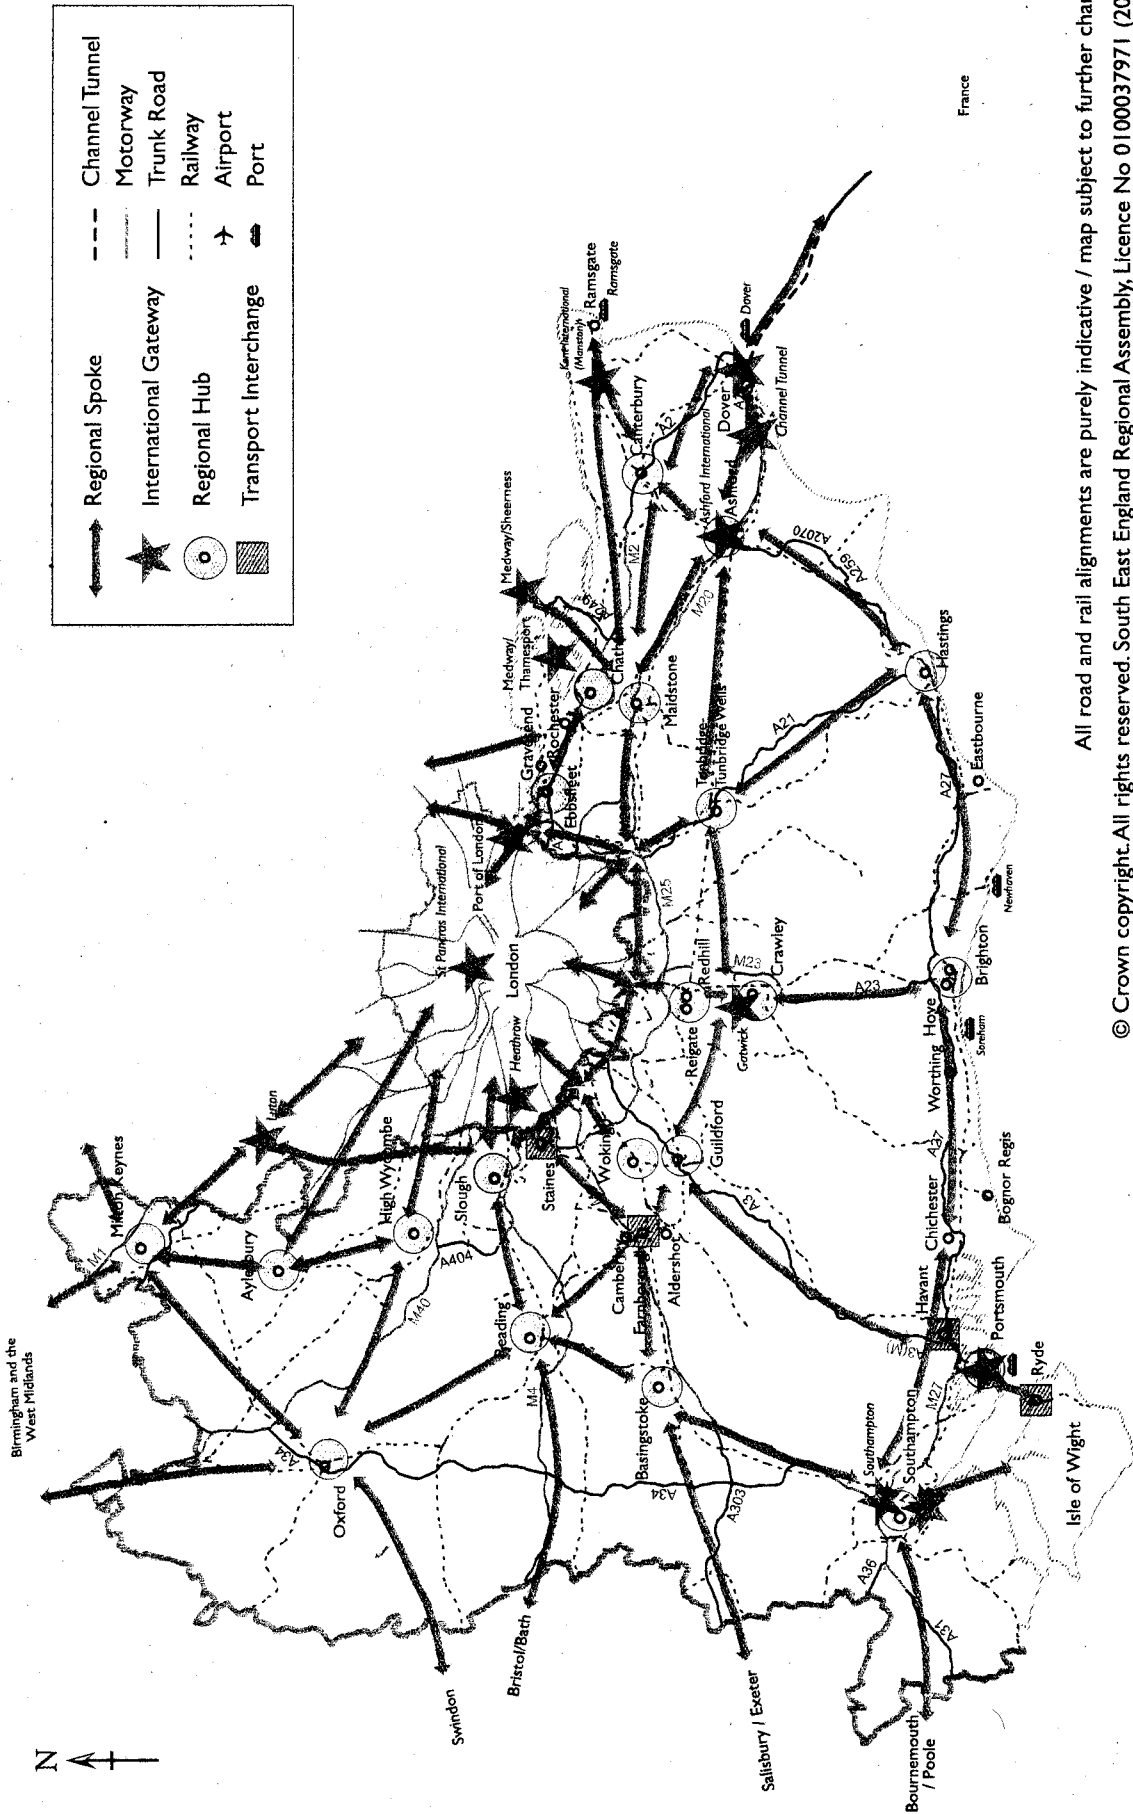 N
Birmingham and the
West Midlands
Regional Spoke
International Gateway
Regional Hub
Transport Interchange
Channel Tunnel
Motorway
Trunk Road
Railway
Airport
Port
M1
Milton Keynes
Luton
Aylesbury
High Wycombe
A34
Oxford
M40
A404
Slough
Heathrow
St Pancras International
London
Port of London
Swindon
Reading
M4
Staines
Bristol/Bath
Gravesend
Ebbsfleet
Rochester
Medway/
Thamesport
Medway/Sheerness
A249
Kent International
(Manston)
Ramsgate
Ramsgate
Camberley
Farnborough
Aldershot
Woking
Guildford
Basingstoke
A34
A303
Salisbury / Exeter
M25
Maidstone
M2
M20
Canterbury
A2
Reigate
Redhill
M23
Gatwick
Crawley
Tonbridge-
Tunbridge Wells
A21
Ashford International
Ashford
Dover
Dover
Channel Tunnel
A2070
A259
A3
A3(M)
A23
A36
A31
Bournemouth
/ Poole
Southampton
Southampton
M27
Havant
Portsmouth
Ryde
Isle of Wight
Chichester
Bognor Regis
Worthing
Hove
Shoreham
Brighton
Newhaven
A27
Eastbourne
Hastings
France
All road and rail alignments are purely indicative / map subject to further chan
© Crown copyright. All rights reserved. South East England Regional Assembly, Licence No 0100037971 (20